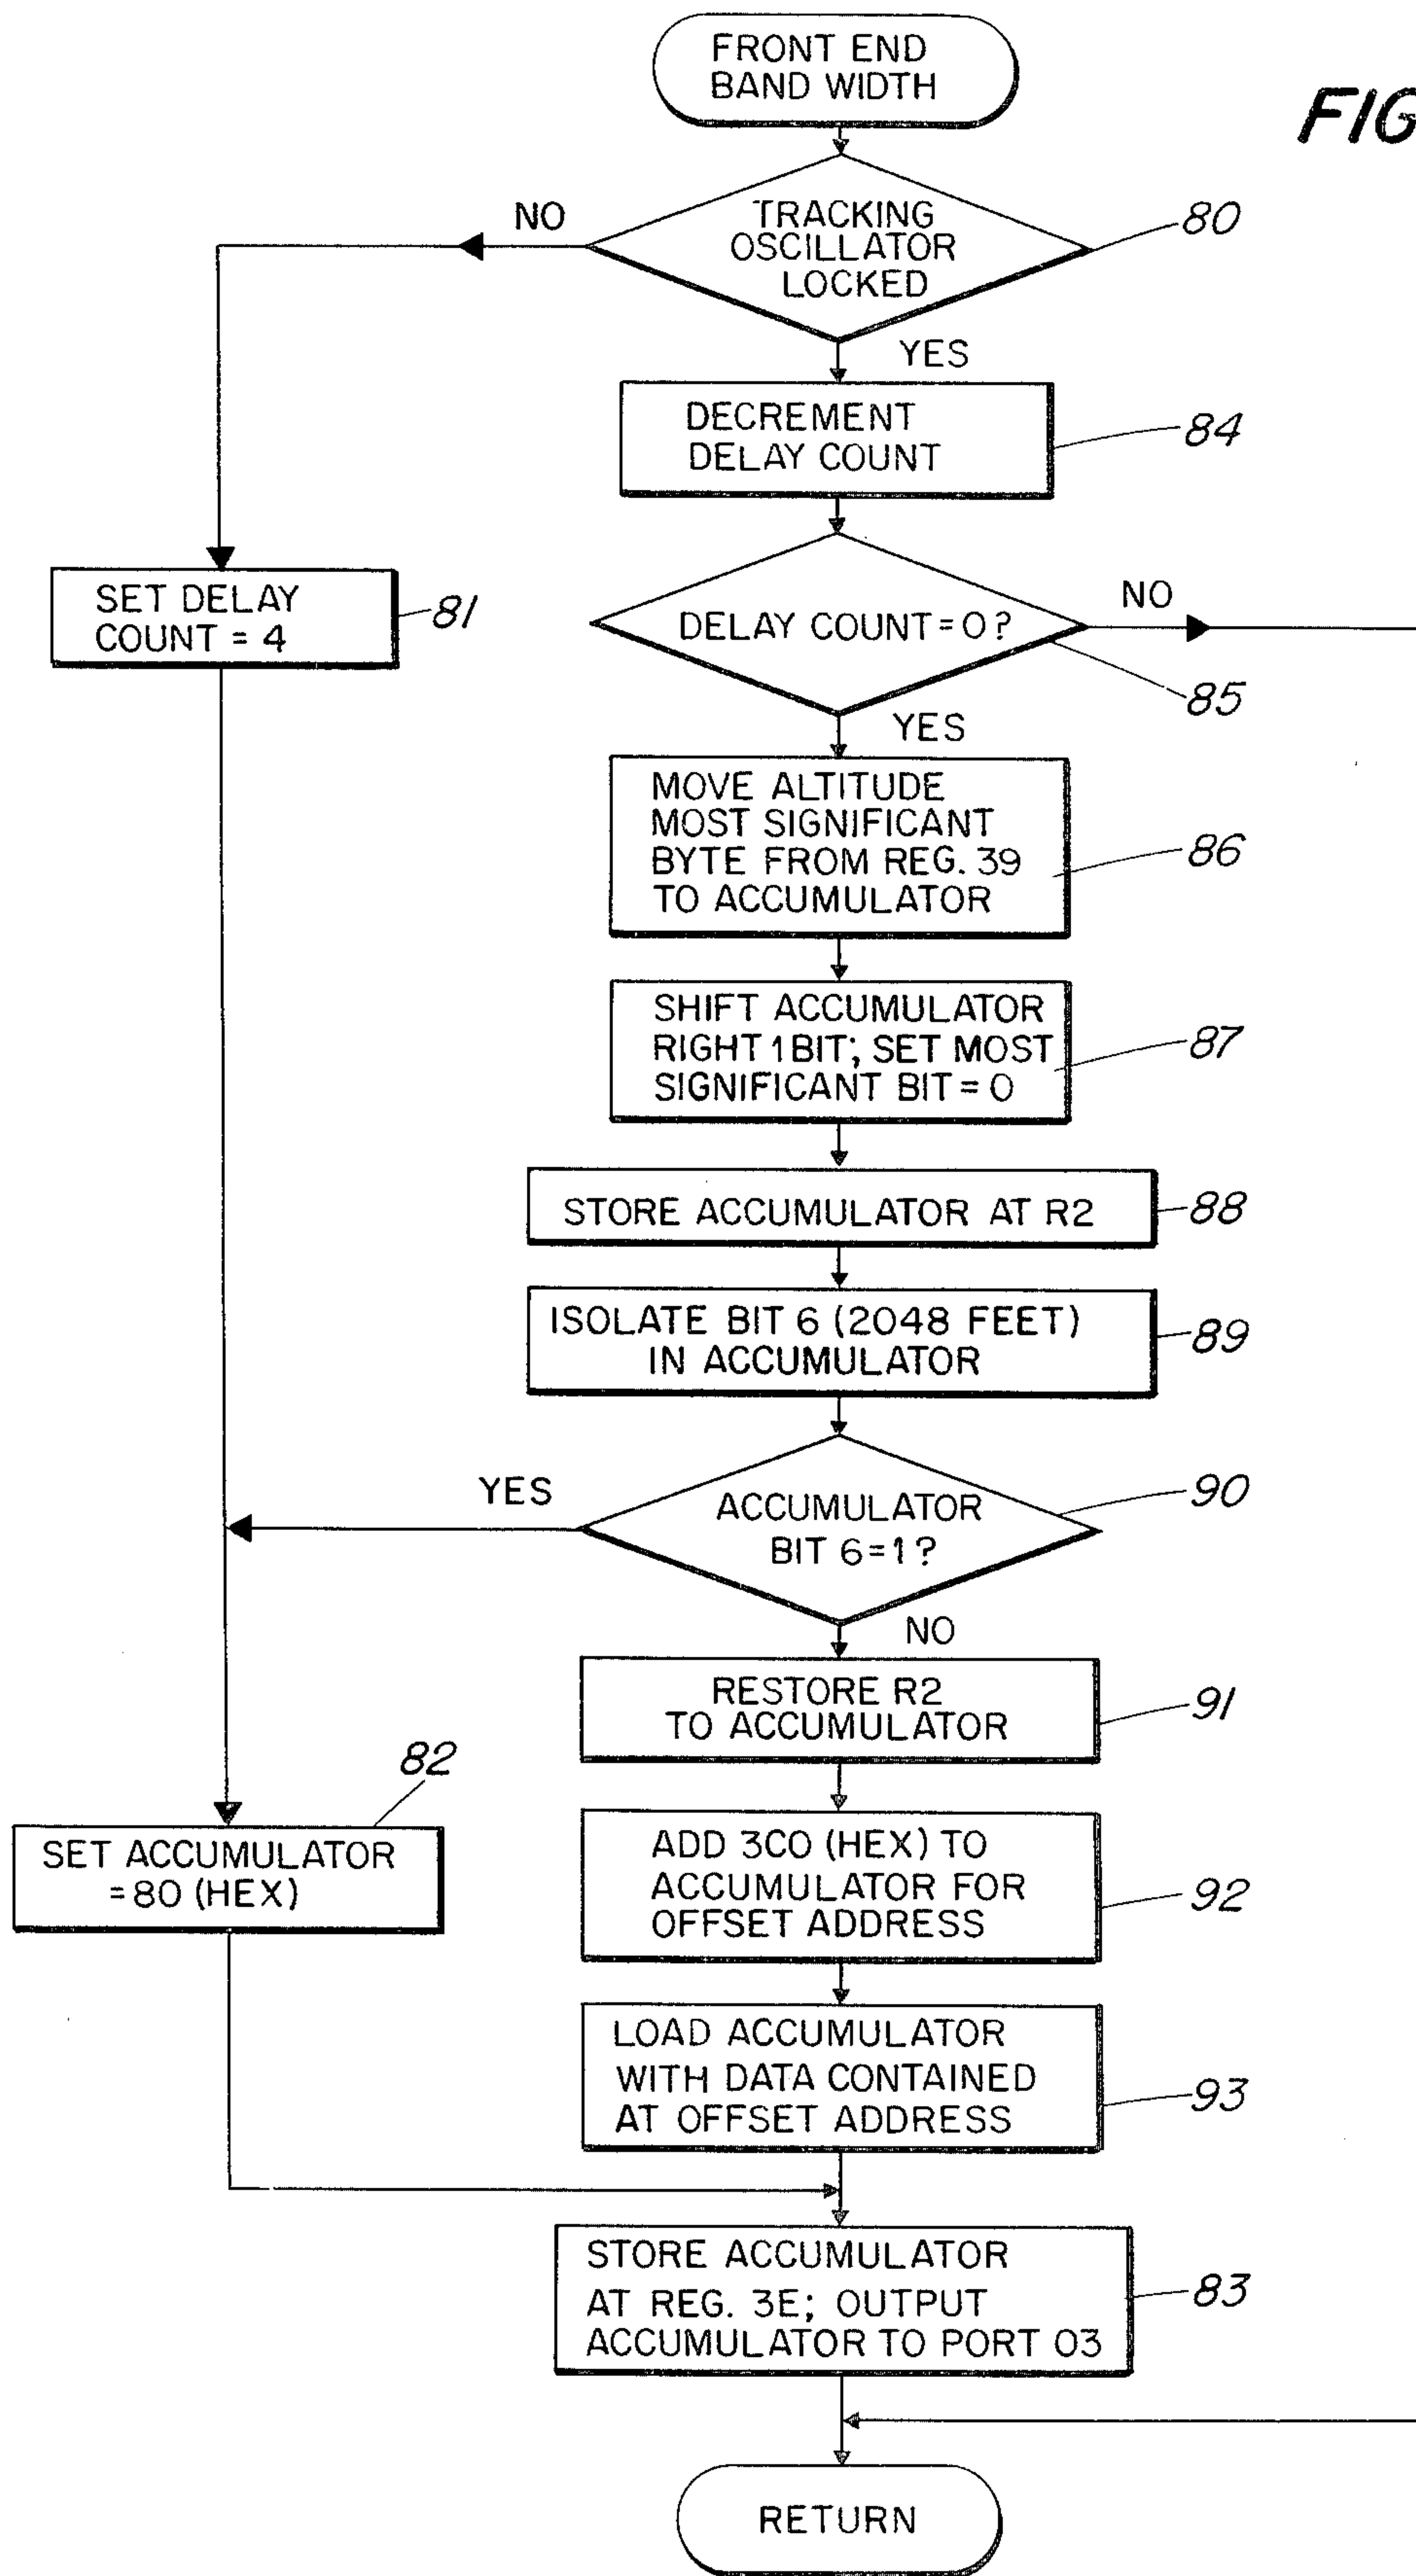 FRONT END
BAND WIDTH
FIG
TRACKING
OSCILLATOR
LOCKED
80
NO
YES
DECREMENT
DELAY COUNT
84
SET DELAY
COUNT = 4
81
DELAY COUNT = 0?
NO
85
YES
MOVE ALTITUDE
MOST SIGNIFICANT
BYTE FROM REG. 39
TO ACCUMULATOR
86
SHIFT ACCUMULATOR
RIGHT 1 BIT; SET MOST
SIGNIFICANT BIT = 0
87
STORE ACCUMULATOR AT R2
88
ISOLATE BIT 6 (2048 FEET)
IN ACCUMULATOR
89
YES
ACCUMULATOR
BIT 6 = 1?
90
NO
RESTORE R2
TO ACCUMULATOR
91
82
SET ACCUMULATOR
= 80 (HEX)
ADD 3C0 (HEX) TO
ACCUMULATOR FOR
OFFSET ADDRESS
92
LOAD ACCUMULATOR
WITH DATA CONTAINED
AT OFFSET ADDRESS
93
STORE ACCUMULATOR
AT REG. 3E; OUTPUT
ACCUMULATOR TO PORT 03
83
RETURN